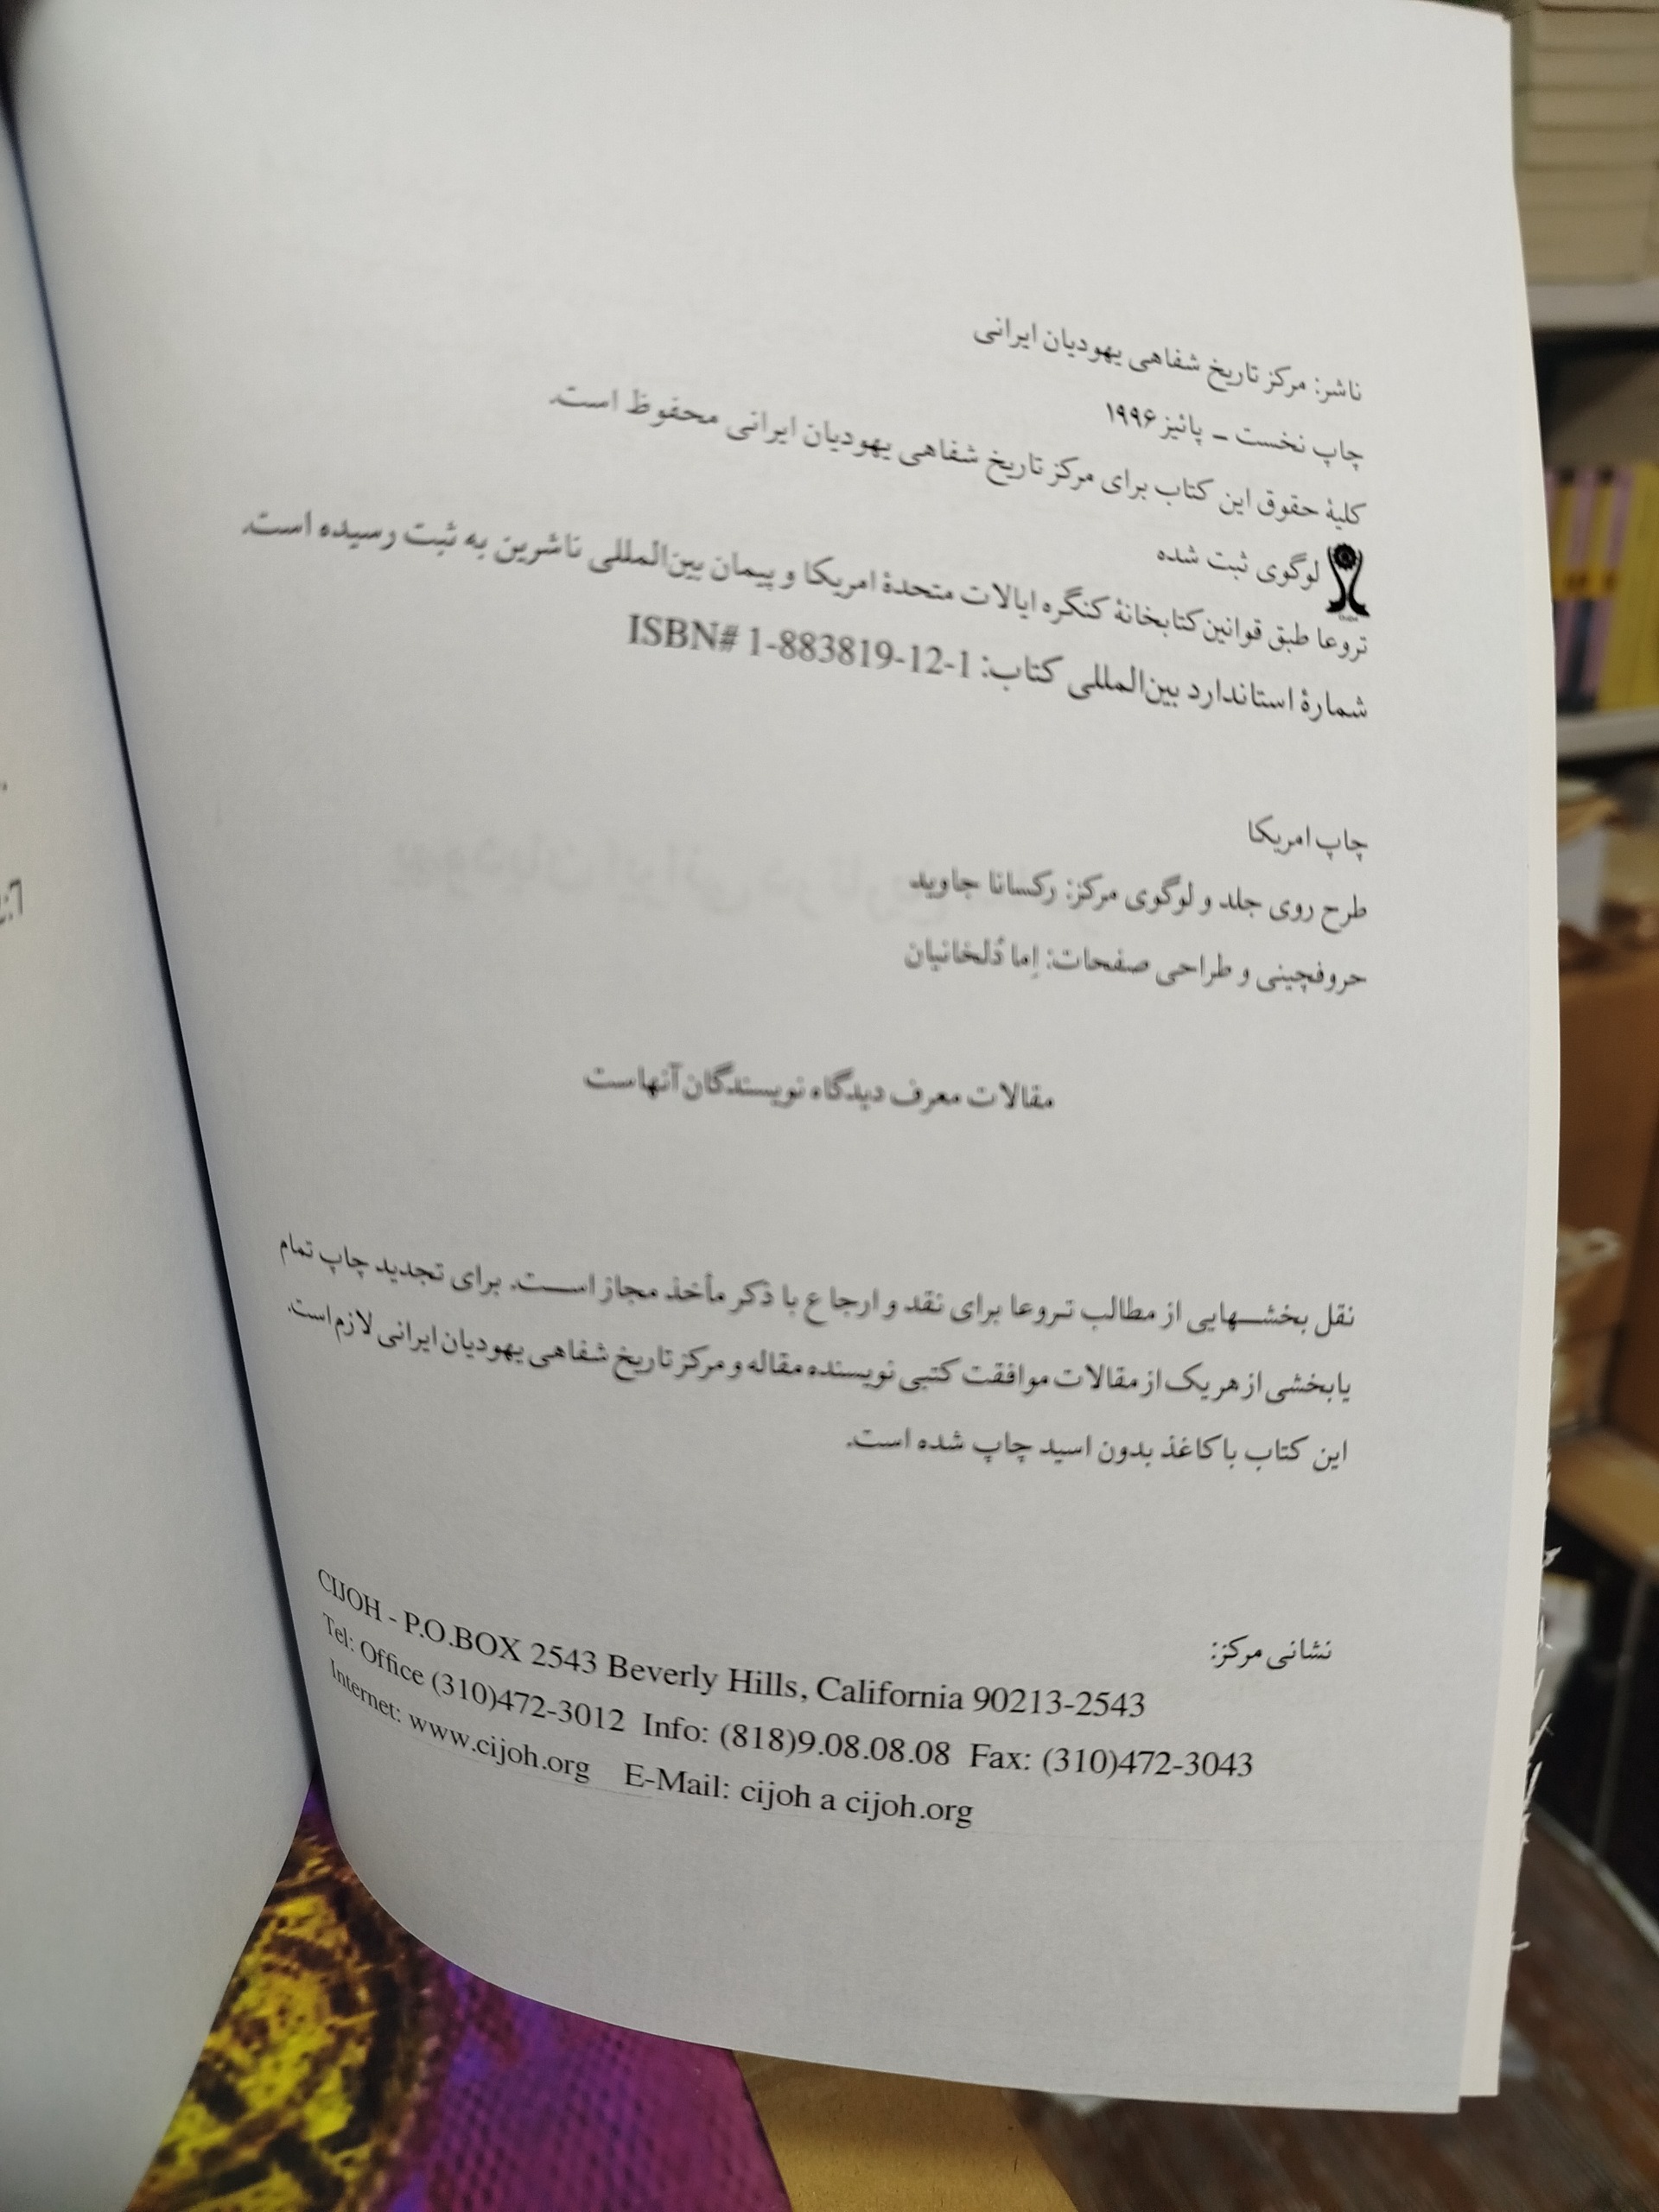 ناشر: مرکز تاریخ شفاهی یهودیان ایرانی
چاپ نخست ــ پائیز ۱۹۹۶
کلیهٔ حقوق این کتاب برای مرکز تاریخ شفاهی یهودیان ایرانی محفوظ است.
لوگوی ثبت شده
تروعا طبق قوانین کتابخانهٔ کنگره ایالات متحدهٔ امریکا و پیمان بین‌المللی ناشرین به ثبت رسیده است.
شمارهٔ استاندارد بین‌المللی کتاب: ISBN# 1-883819-12-1
چاپ امریکا
طرح روی جلد و لوگوی مرکز: رکسانا جاوید
حروفچینی و طراحی صفحات: اِما دُلخانیان
مقالات معرف دیدگاه نویسندگان آنهاست
نقل بخشهایی از مطالب تروعا برای نقد و ارجاع با ذکر مأخذ مجاز است. برای تجدید چاپ تمام
یا بخشی از هریک از مقالات موافقت کتبی نویسنده مقاله و مرکز تاریخ شفاهی یهودیان ایرانی لازم است.
این کتاب با کاغذ بدون اسید چاپ شده است.
نشانی مرکز:
CIJOH - P.O.BOX 2543 Beverly Hills, California 90213-2543
Tel: Office (310)472-3012 Info: (818)9.08.08.08 Fax: (310)472-3043
Internet: www.cijoh.org E-Mail: cijoh a cijoh.org